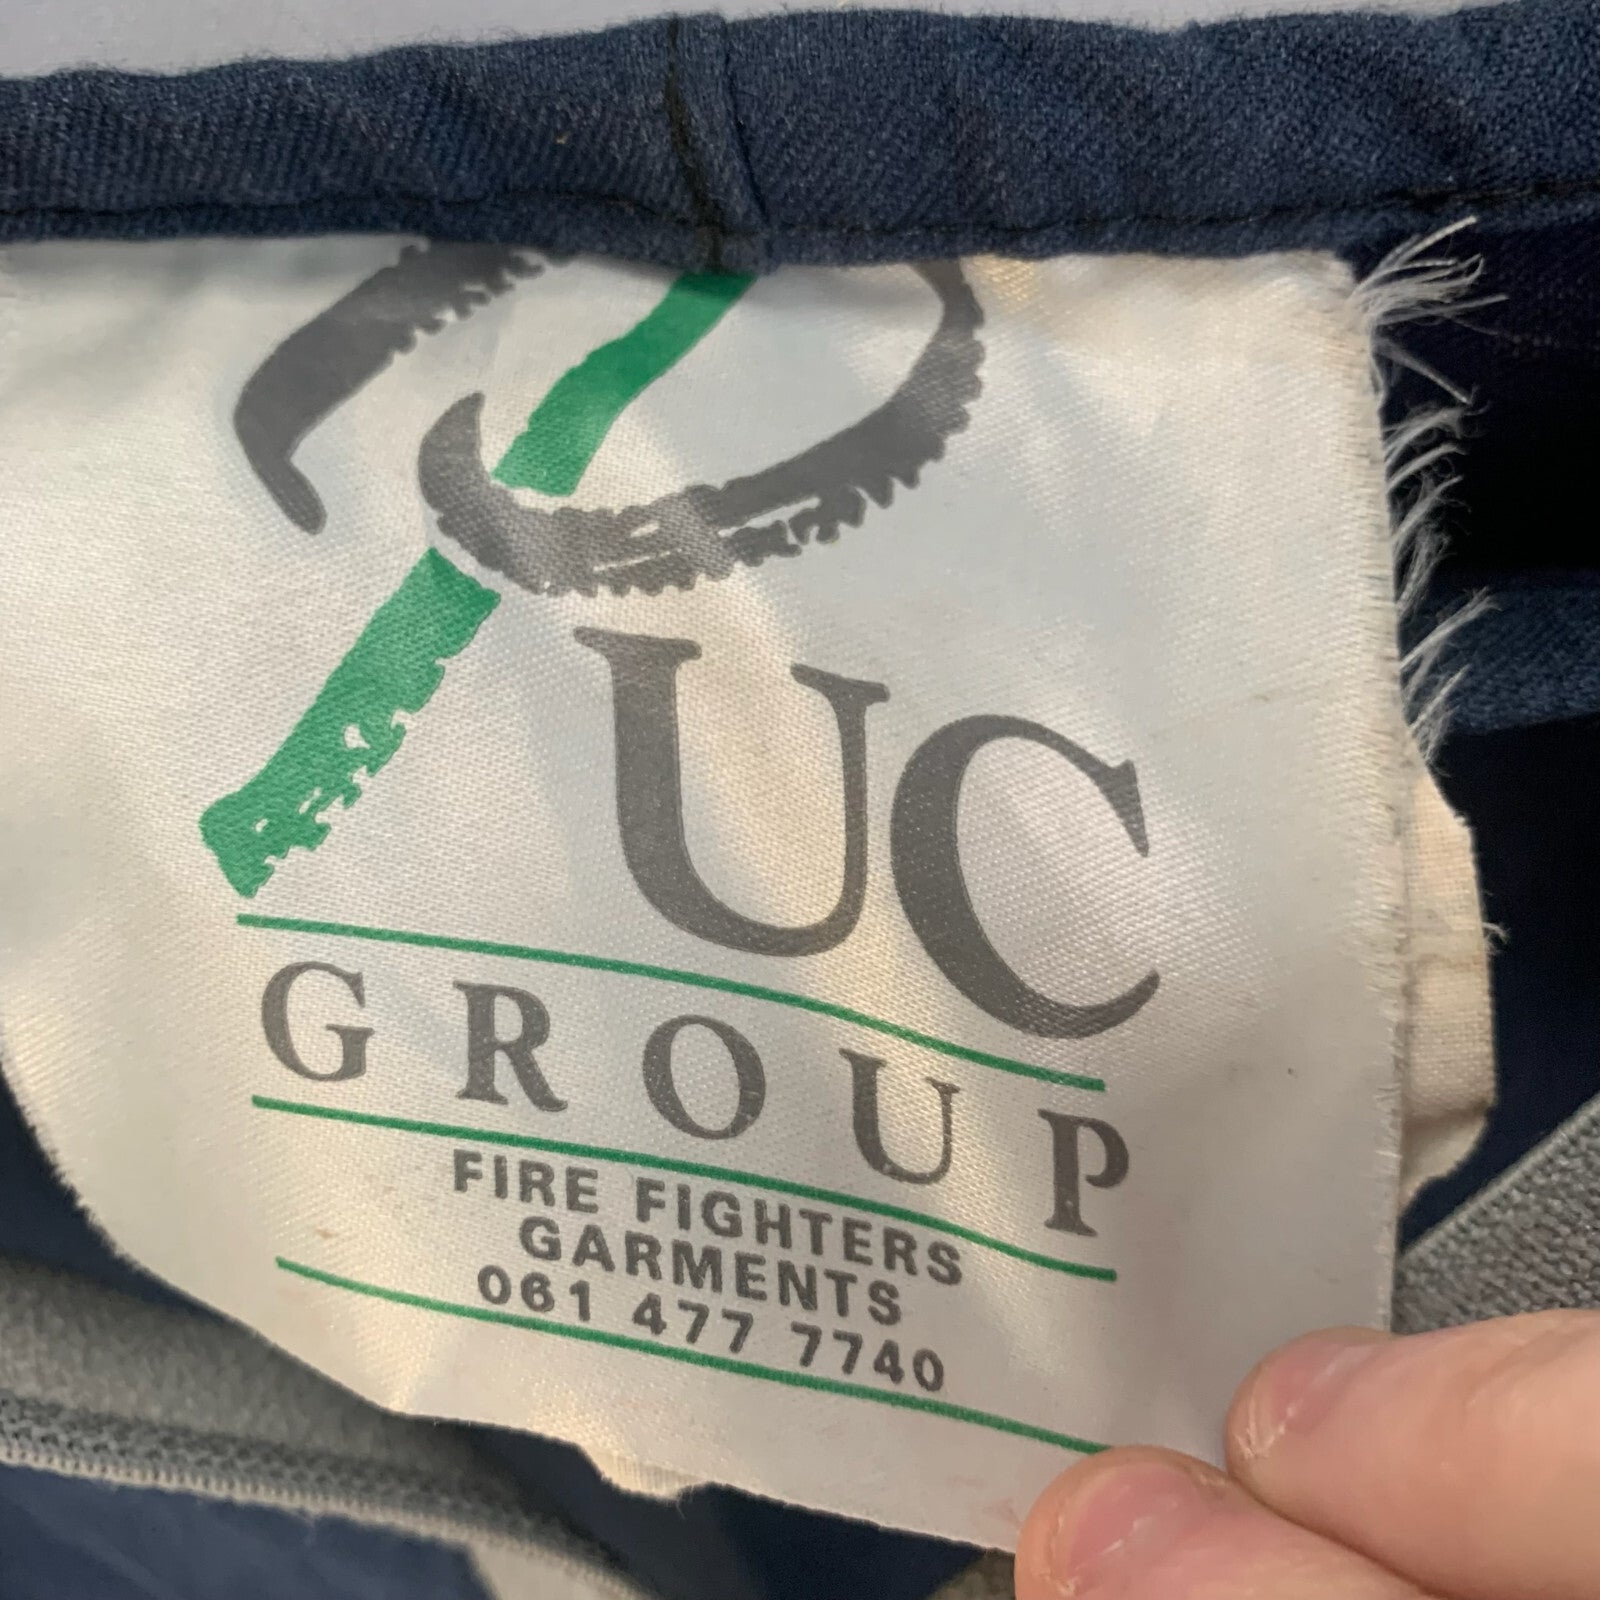 UC
GROUP
FIRE FIGHTERS
GARMENTS
061 477 7740